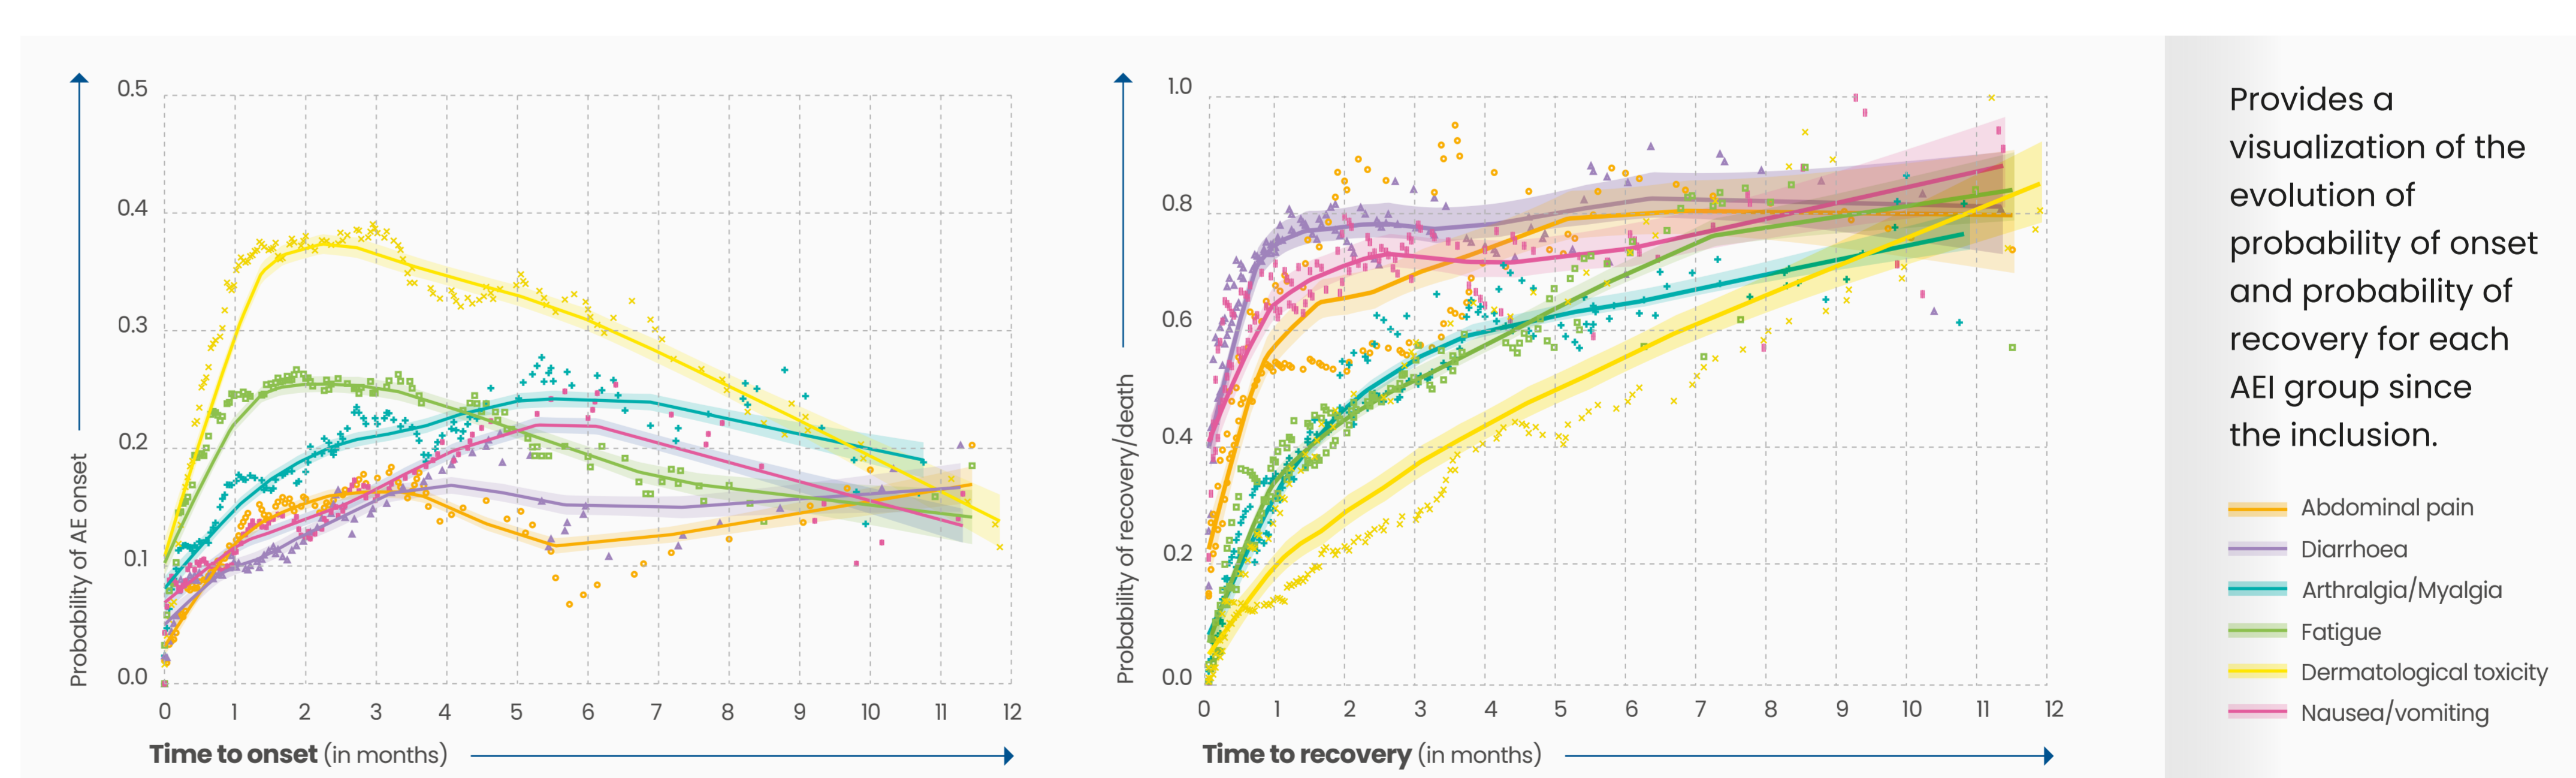 Probability of AE onset
0.5
0.4
0.3
0.2
0.1
0.0
0 1 2 3 4 5 6 7 8 9 10 11 12
Time to onset (in months)
Probability of recovery/death
1.0
0.8
0.6
0.4
0.2
0.0
0 1 2 3 4 5 6 7 8 9 10 11 12
Time to recovery (in months)
Provides a
visualization of the
evolution of
probability of onset
and probability of
recovery for each
AEI group since
the inclusion.
Abdominal pain
Diarrhoea
Arthralgia/Myalgia
Fatigue
Dermatological toxicity
Nausea/vomiting